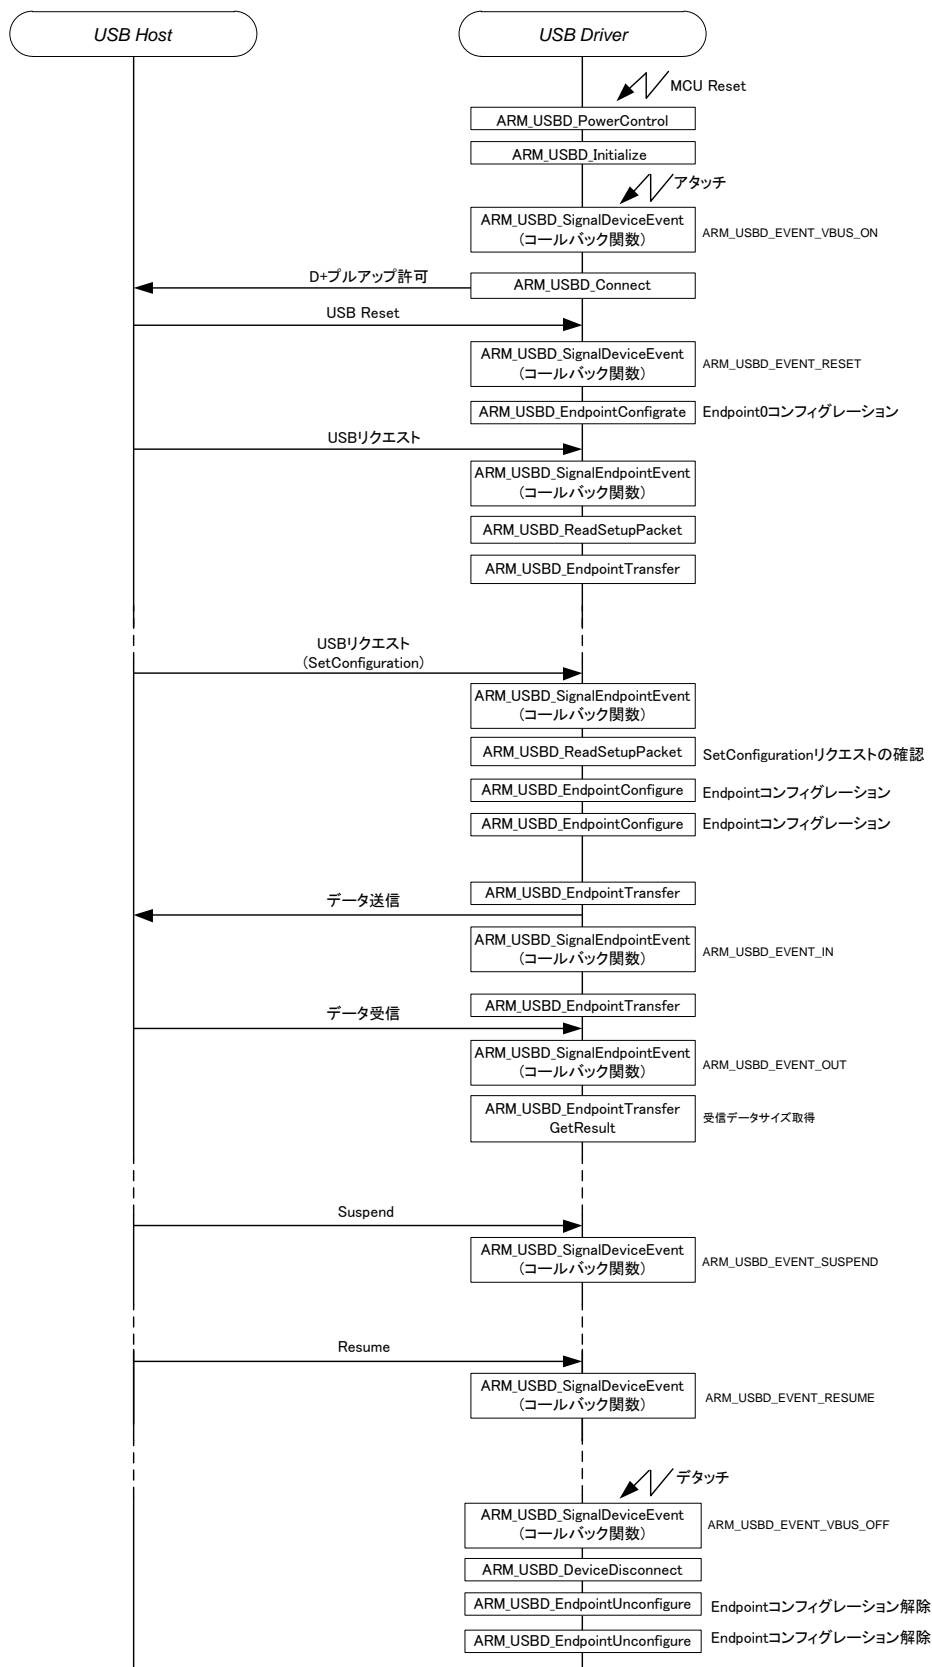 USB Host
USB Driver
MCU Reset
ARM_USBD_PowerControl
ARM_USBD_Initialize
アタッチ
ARM_USBD_SignalDeviceEvent
(コールバック関数)
ARM_USBD_EVENT_VBUS_ON
D+プルアップ許可
ARM_USBD_Connect
USB Reset
ARM_USBD_SignalDeviceEvent
(コールバック関数)
ARM_USBD_EVENT_RESET
ARM_USBD_EndpointConfigrate
Endpoint0コンフィグレーション
USBリクエスト
ARM_USBD_SignalEndpointEvent
(コールバック関数)
ARM_USBD_ReadSetupPacket
ARM_USBD_EndpointTransfer
USBリクエスト
(SetConfiguration)
ARM_USBD_SignalEndpointEvent
(コールバック関数)
ARM_USBD_ReadSetupPacket
SetConfigurationリクエストの確認
ARM_USBD_EndpointConfigure
Endpointコンフィグレーション
ARM_USBD_EndpointConfigure
Endpointコンフィグレーション
ARM_USBD_EndpointTransfer
データ送信
ARM_USBD_SignalEndpointEvent
(コールバック関数)
ARM_USBD_EVENT_IN
ARM_USBD_EndpointTransfer
データ受信
ARM_USBD_SignalEndpointEvent
(コールバック関数)
ARM_USBD_EVENT_OUT
ARM_USBD_EndpointTransfer
GetResult
受信データサイズ取得
Suspend
ARM_USBD_SignalDeviceEvent
(コールバック関数)
ARM_USBD_EVENT_SUSPEND
Resume
ARM_USBD_SignalDeviceEvent
(コールバック関数)
ARM_USBD_EVENT_RESUME
デタッチ
ARM_USBD_SignalDeviceEvent
(コールバック関数)
ARM_USBD_EVENT_VBUS_OFF
ARM_USBD_DeviceDisconnect
ARM_USBD_EndpointUnconfigure
Endpointコンフィグレーション解除
ARM_USBD_EndpointUnconfigure
Endpointコンフィグレーション解除